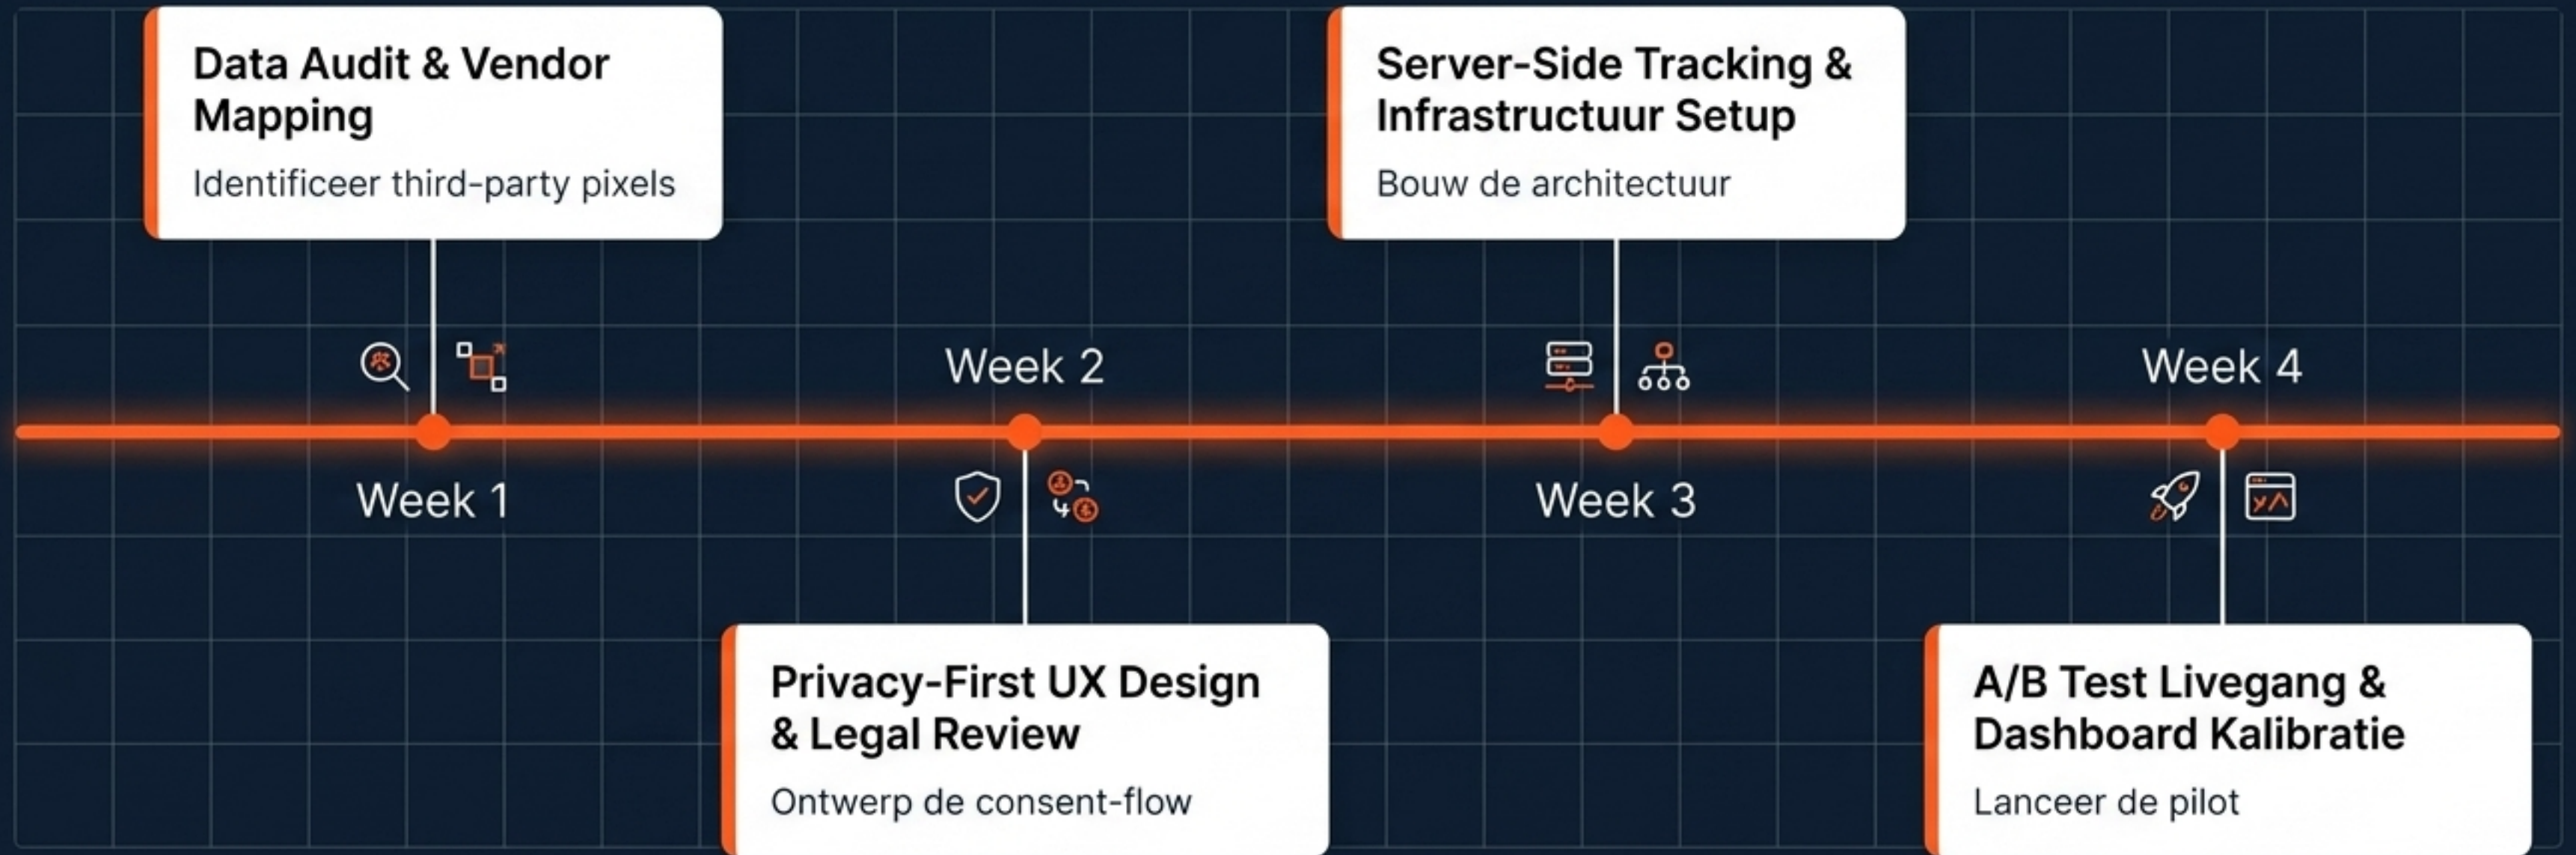 Data Audit & Vendor
Mapping
Identificeer third-party pixels
Week 1
Week 2
Privacy-First UX Design
& Legal Review
Ontwerp de consent-flow
Server-Side Tracking &
Infrastructuur Setup
Bouw de architectuur
Week 3
Week 4
A/B Test Livegang &
Dashboard Kalibratie
Lanceer de pilot